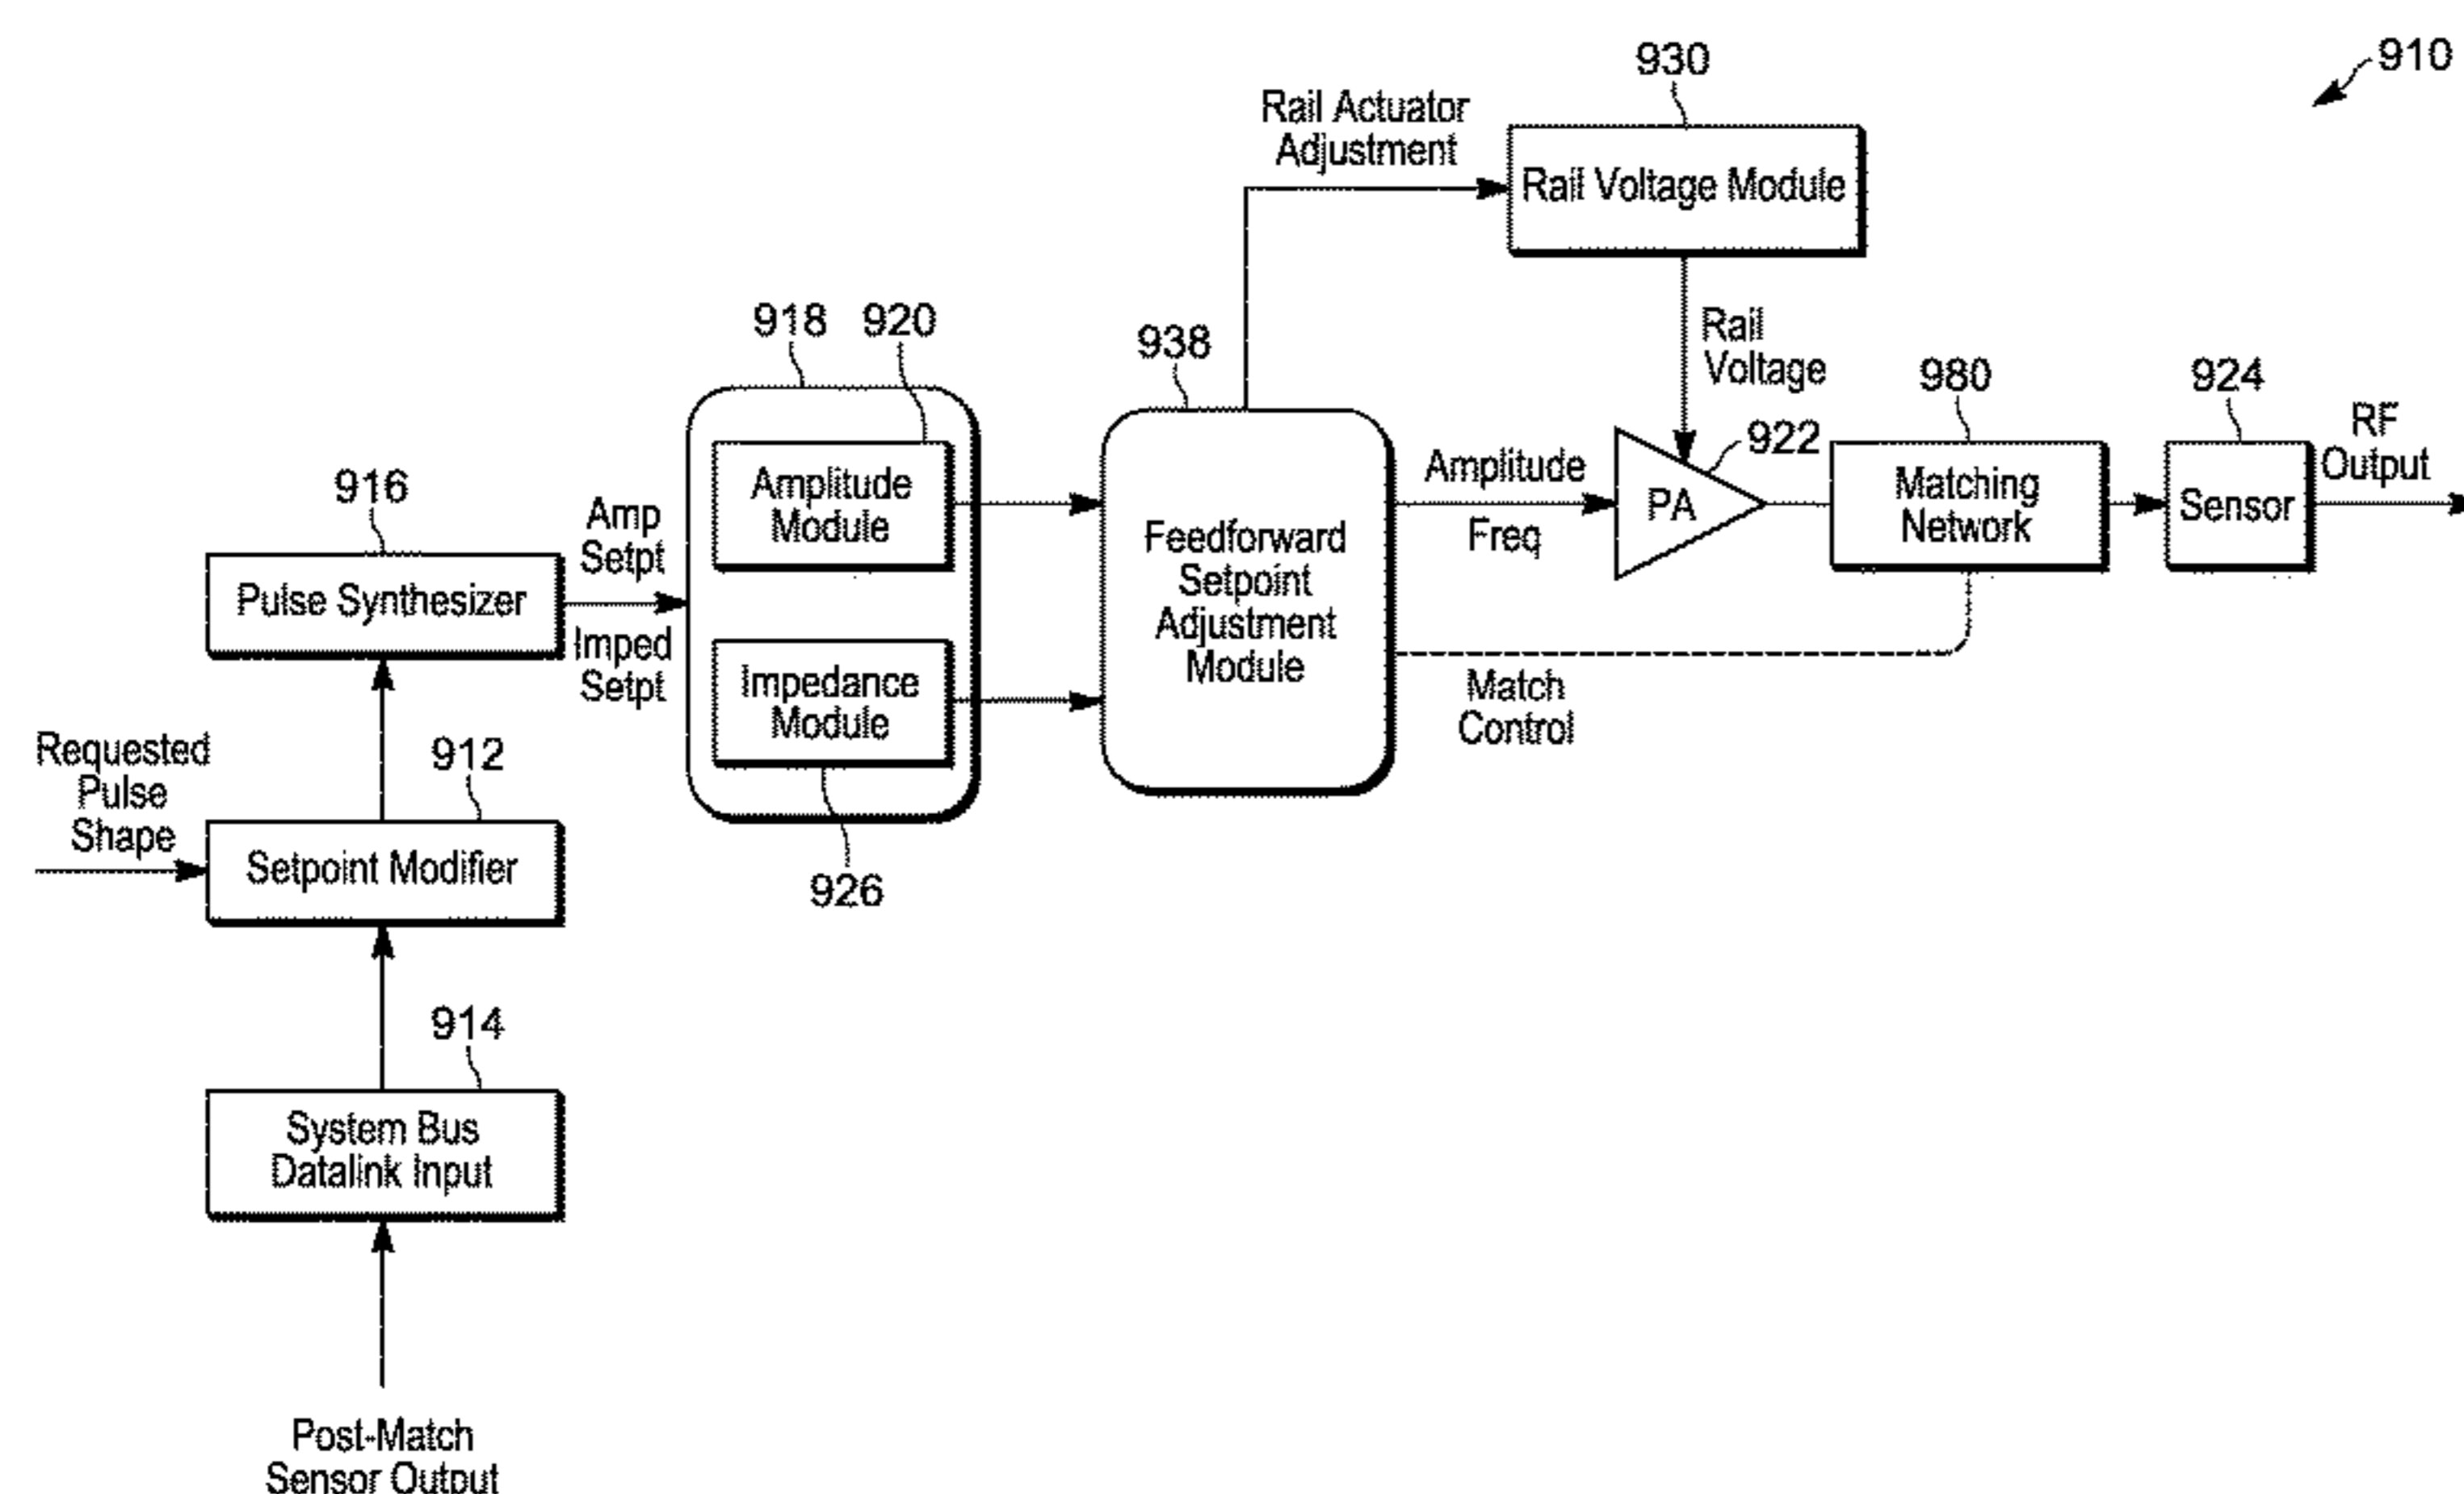 910
930
Rail Actuator
Adjustment
Rail Voltage Module
Rail
Voltage
918
920
938
922
980
924
RF
Output
916
Amp
Setpt
Imped
Setpt
Amplitude
Module
Impedance
Module
926
Feedforward
Setpoint
Adjustment
Module
Amplitude
Freq
PA
Matching
Network
Sensor
Match
Control
Pulse Synthesizer
Requested
Pulse
Shape
912
Setpoint Modifier
914
System Bus
Datalink Input
Post-Match
Sensor Output